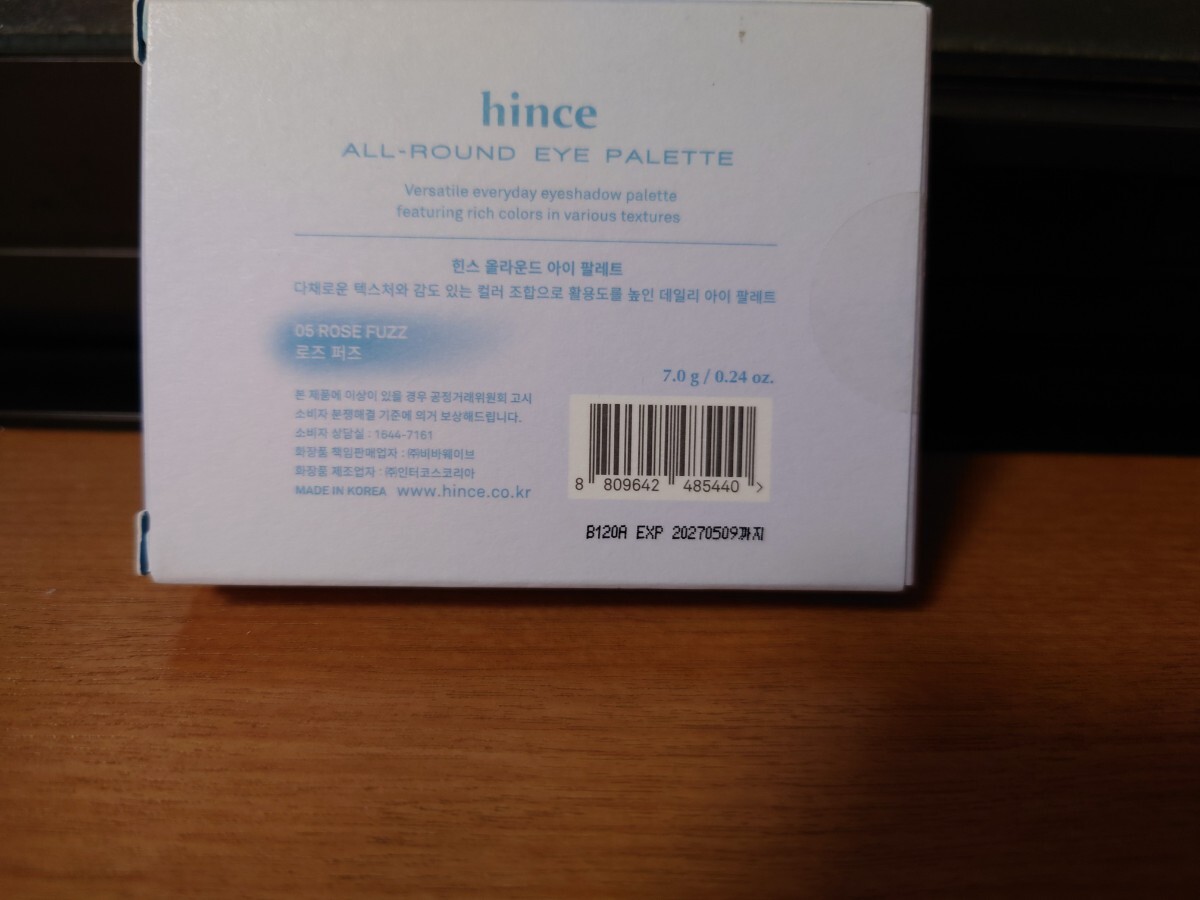 hince
ALL-ROUND EYE PALETTE
Versatile everyday eyeshadow palette
featuring rich colors in various textures
힌스 올라운드 아이 팔레트
다채로운 텍스처와 감도 있는 컬러 조합으로 활용도를 높인 데일리 아이 팔레트
05 ROSE FUZZ
로즈 퍼즈
7.0 g / 0.24 oz.
본 제품에 이상이 있을 경우 공정거래위원회 고시
소비자 분쟁해결 기준에 의거 보상해드립니다.
소비자 상담실 : 1644-7161
화장품 책임판매업자 : ㈜비바웨이브
화장품 제조업자 : ㈜인터코스코리아
MADE IN KOREA www.hince.co.kr
8 809642 485440 >
B120A EXP 20270509까지